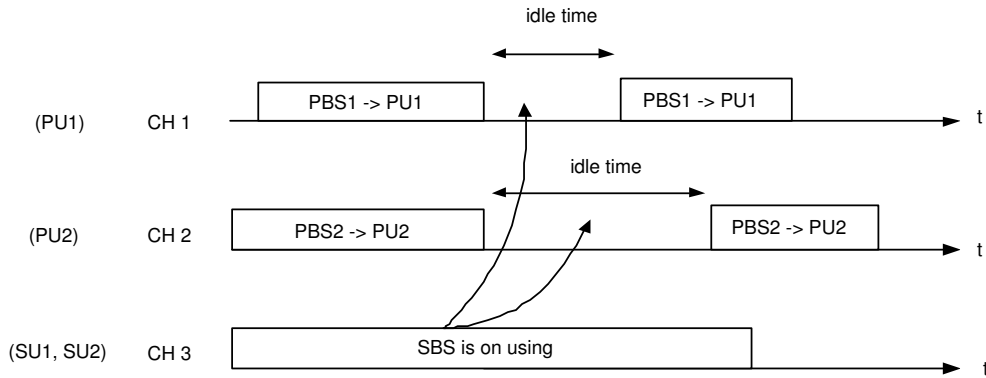 idle time
PBS1 -> PU1
PBS1 -> PU1
(PU1)
CH 1
t
idle time
PBS2 -> PU2
PBS2 -> PU2
(PU2)
CH 2
t
(SU1, SU2)
CH 3
SBS is on using
t